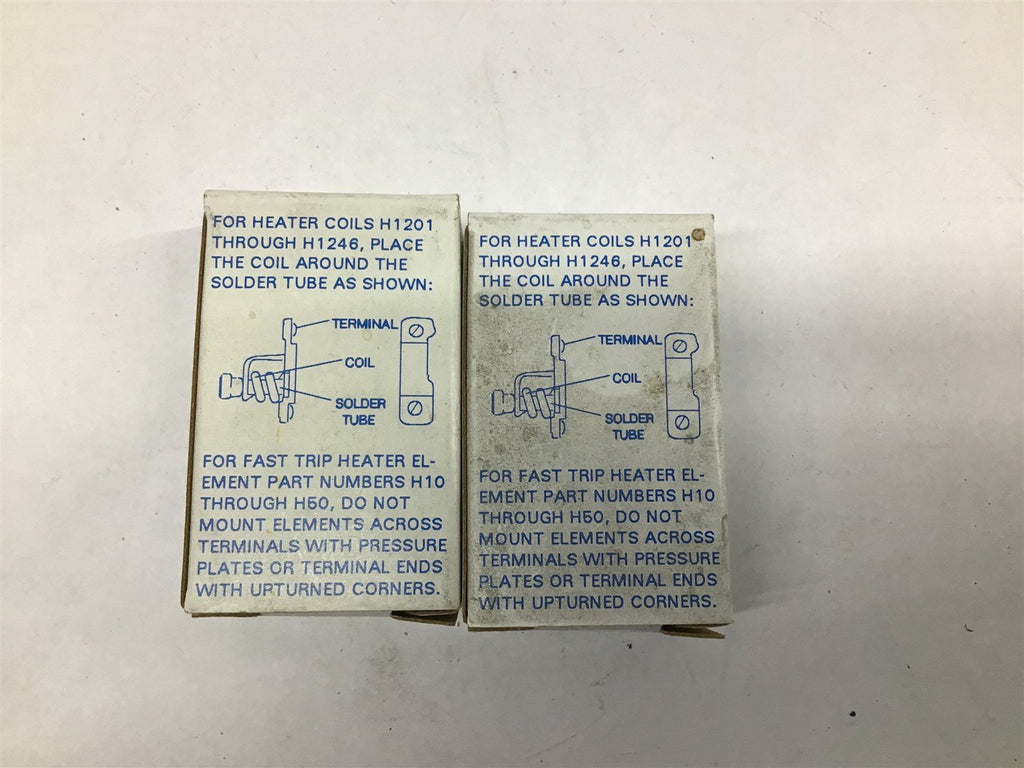 FOR HEATER COILS H1201
THROUGH H1246, PLACE
THE COIL AROUND THE
SOLDER TUBE AS SHOWN:
TERMINAL
COIL
SOLDER
TUBE
FOR FAST TRIP HEATER EL-
EMENT PART NUMBERS H10
THROUGH H50, DO NOT
MOUNT ELEMENTS ACROSS
TERMINALS WITH PRESSURE
PLATES OR TERMINAL ENDS
WITH UPTURNED CORNERS.
FOR HEATER COILS H1201
THROUGH H1246, PLACE
THE COIL AROUND THE
SOLDER TUBE AS SHOWN:
TERMINAL
COIL
SOLDER
TUBE
FOR FAST TRIP HEATER EL-
EMENT PART NUMBERS H10
THROUGH H50, DO NOT
MOUNT ELEMENTS ACROSS
TERMINALS WITH PRESSURE
PLATES OR TERMINAL ENDS
WITH UPTURNED CORNERS.